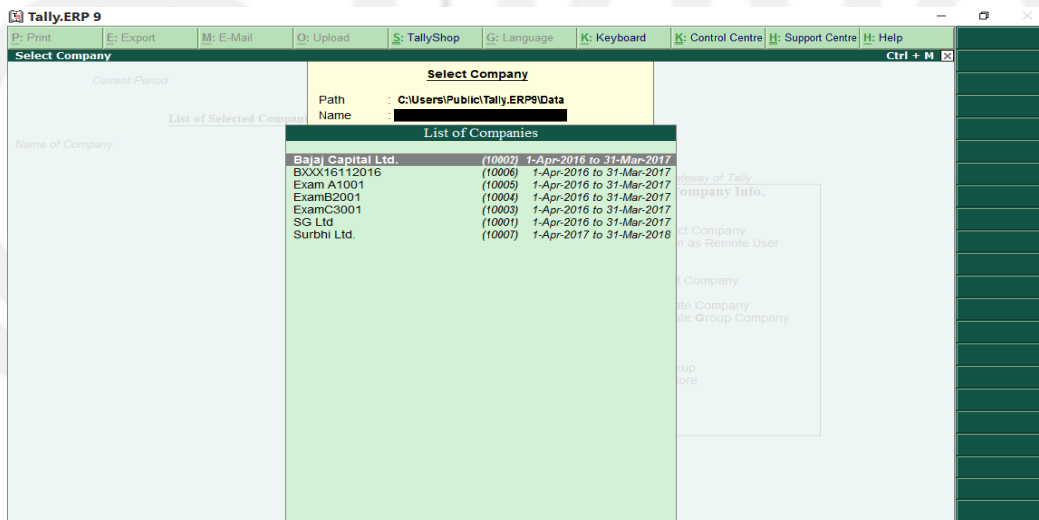 Tally.ERP 9
P: Print E: Export M: E-Mail O: Upload S: TallyShop G: Language K: Keyboard K: Control Centre H: Support Centre H: Help
Select Company Ctrl + M
Current Period
List of Selected Compani
Name of Company
Select Company
Path : C:\Users\Public\Tally.ERP9\Data
Name :
List of Companies
Bajaj Capital Ltd. (10002) 1-Apr-2016 to 31-Mar-2017
BXXX16112016 (10006) 1-Apr-2016 to 31-Mar-2017
Exam A1001 (10005) 1-Apr-2016 to 31-Mar-2017
ExamB2001 (10004) 1-Apr-2016 to 31-Mar-2017
ExamC3001 (10003) 1-Apr-2016 to 31-Mar-2017
SG Ltd (10001) 1-Apr-2016 to 31-Mar-2017
Surbhi Ltd. (10007) 1-Apr-2017 to 31-Mar-2018
ateway of Tally ....
ompany Info.
ct Company
n as Remote User
t Company
ate Company
ate Group Company
kup
tore